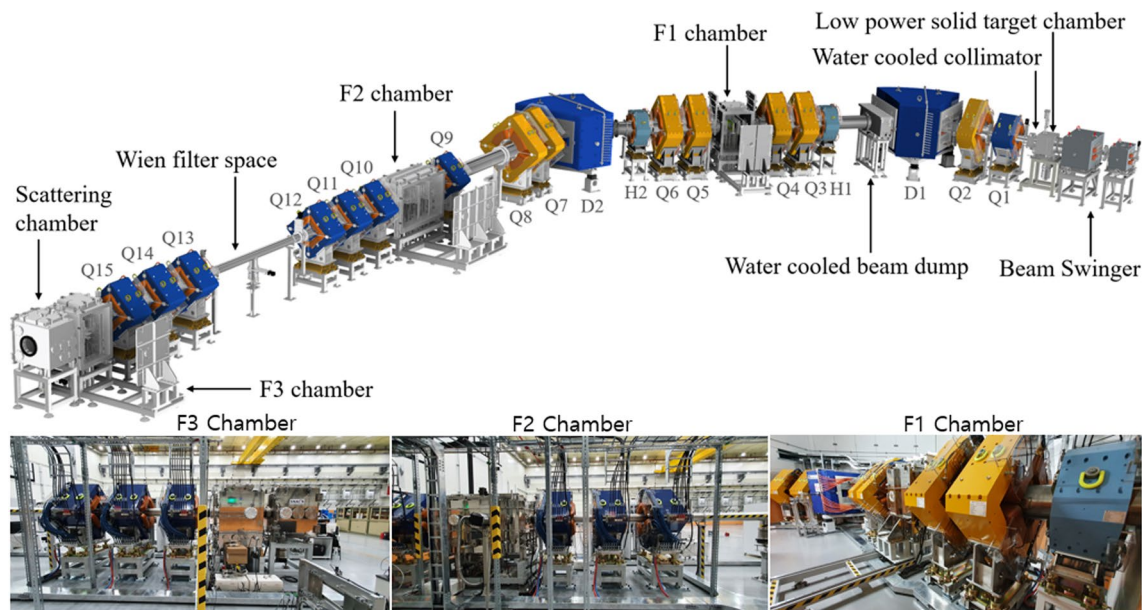 Low power solid target chamber
F1 chamber
Water cooled collimator
F2 chamber
Q9
Wien filter space
Q10
Q11
Q12
Scattering
chamber
Q13
Q14
Q15
Q8
Q7
D2
H2
Q6
Q5
Q4
Q3
H1
D1
Q2
Q1
Water cooled beam dump
Beam Swinger
F3 chamber
F3 Chamber
F2 Chamber
F1 Chamber